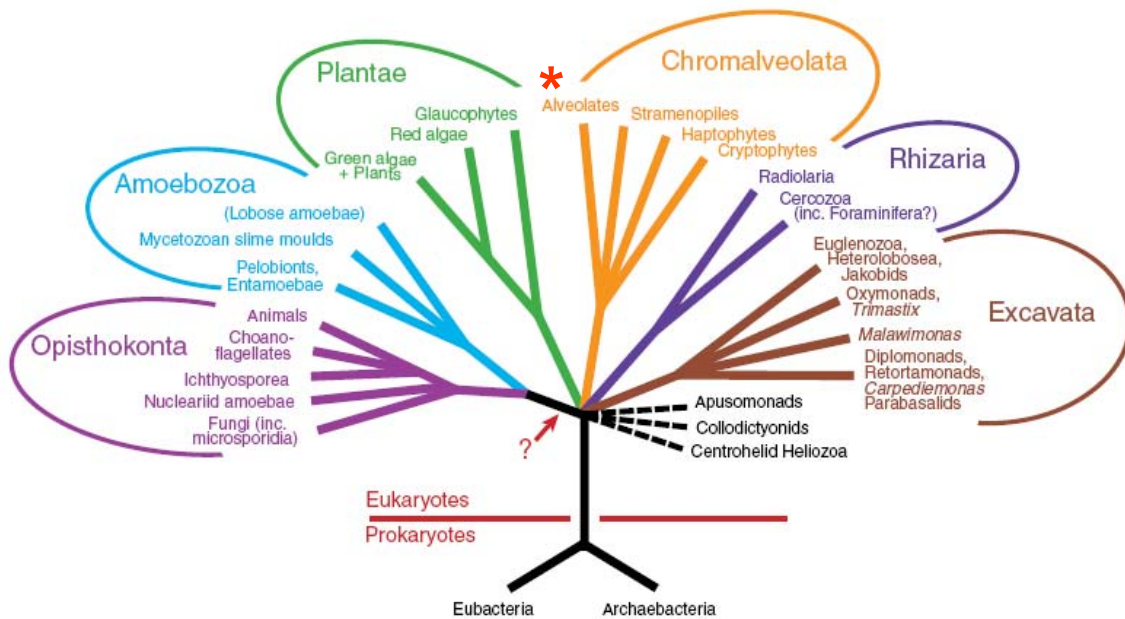 Plantae
*
Chromalveolata
Glaucophytes
Red algae
Green algae
+ Plants
Alveolates
Stramenopiles
Haptophytes
Cryptophytes
Amoebozoa
(Lobose amoebae)
Mycetozoan slime moulds
Pelobionts,
Entamoebae
Rhizaria
Radiolaria
Cercozoa
(inc. Foraminifera?)
Opisthokonta
Animals
Choano-
flagellates
Ichthyosporea
Nucleariid amoebae
Fungi (inc.
microsporidia)
Excavata
Euglenozoa,
Heterolobosea,
Jakobids
Oxymonads,
Trimastix
Malawimonas
Diplomonads,
Retortamonads,
Carpediemonas
Parabasalids
Apusomonads
Collodictyonids
Centrohelid Heliozoa
?
Eukaryotes
Prokaryotes
Eubacteria
Archaebacteria